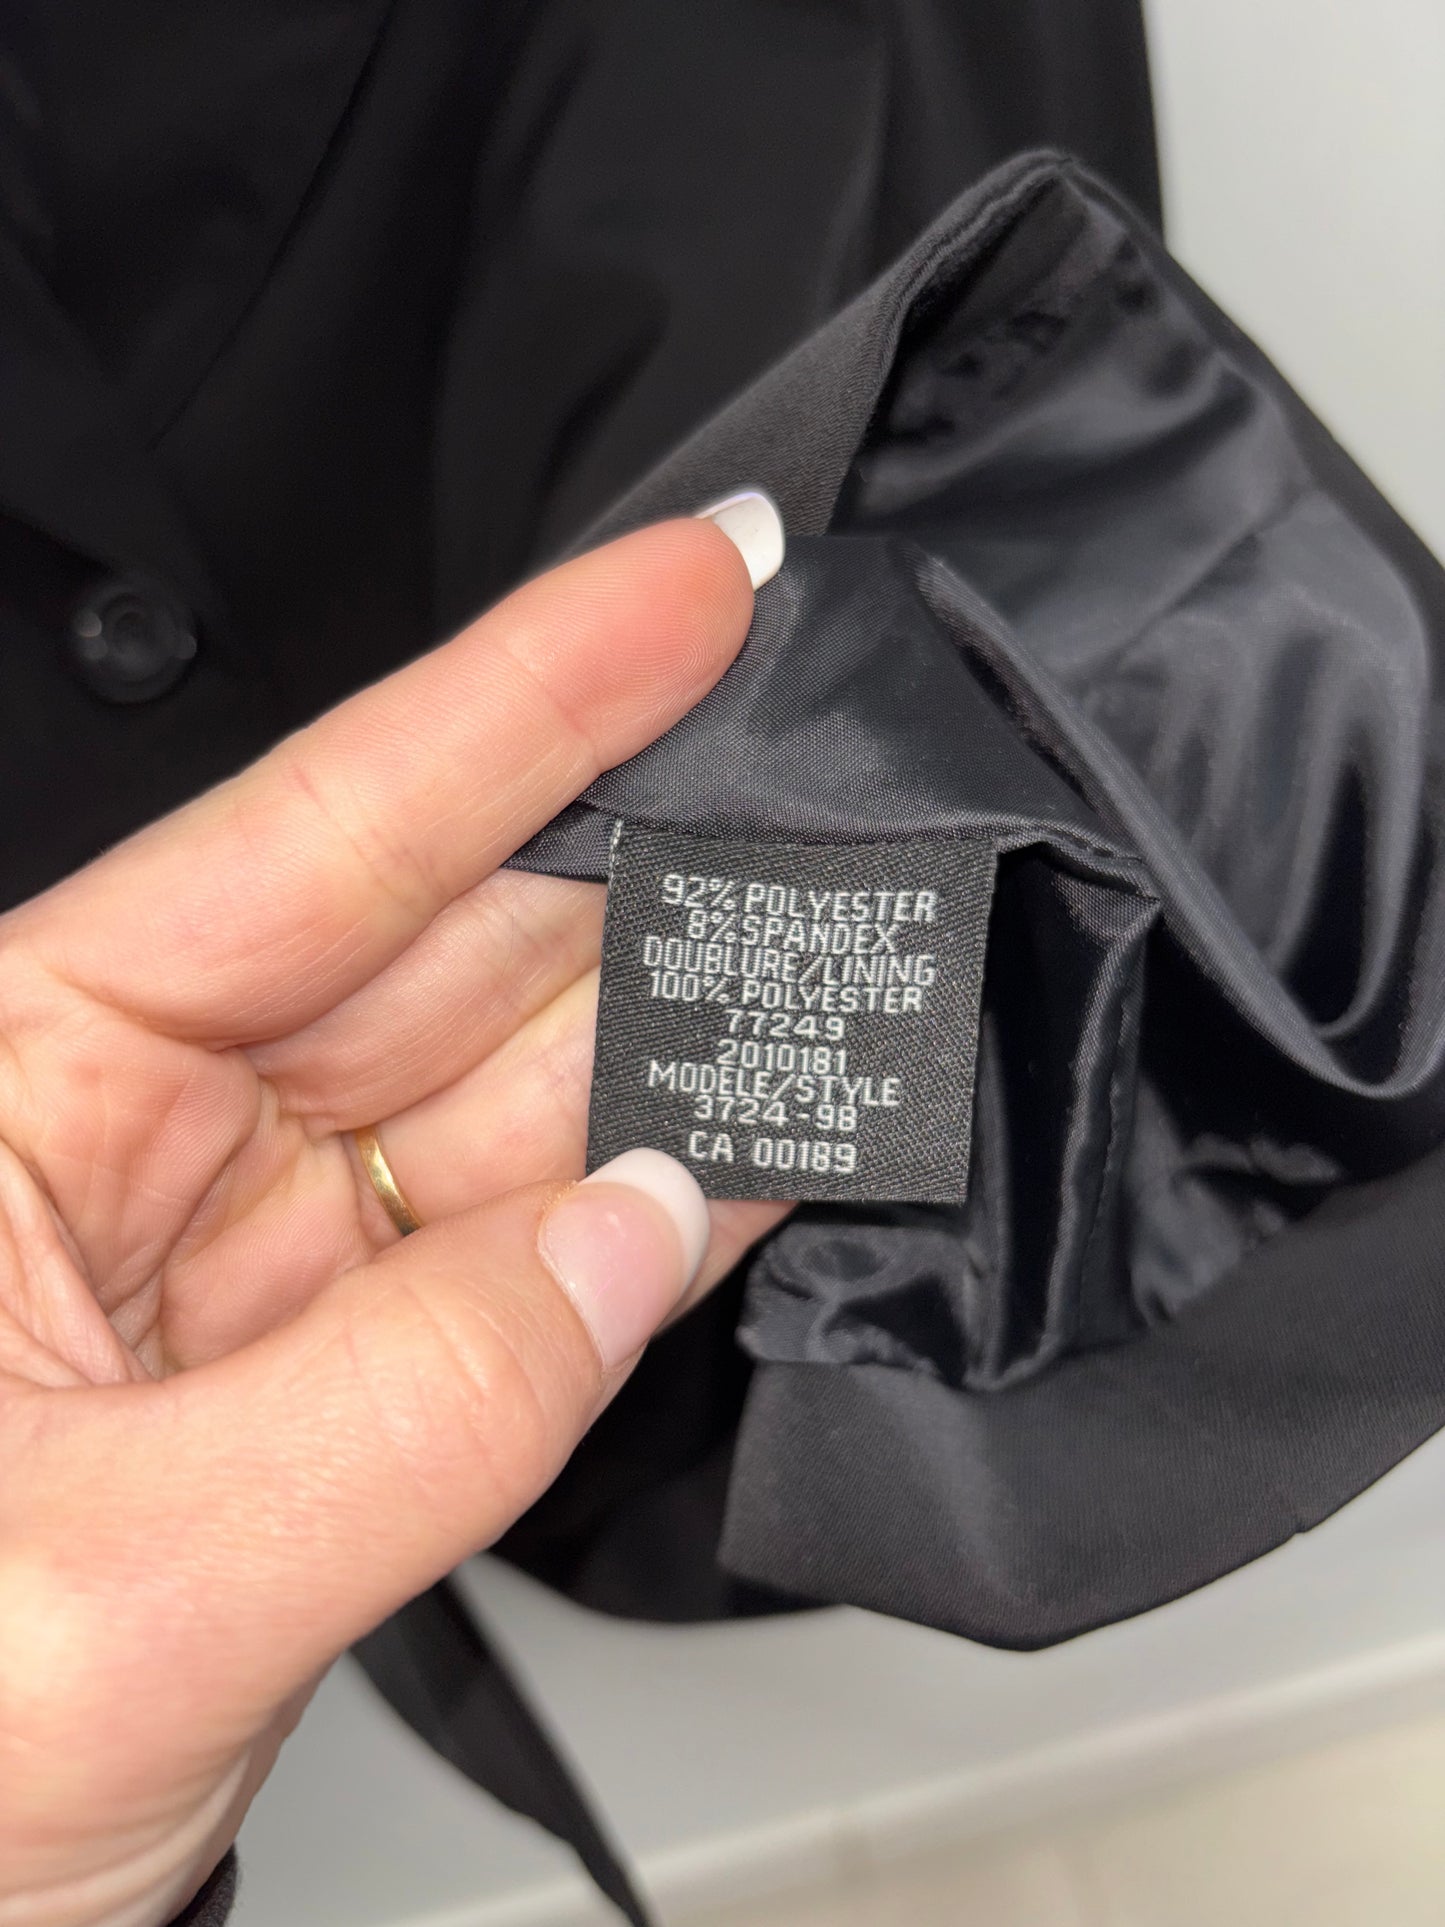 92% POLYESTER
8% SPANDEX
DOUBLURE/LINING
100% POLYESTER
77249
2010181
MODELE/STYLE
3724-98
CA 00189